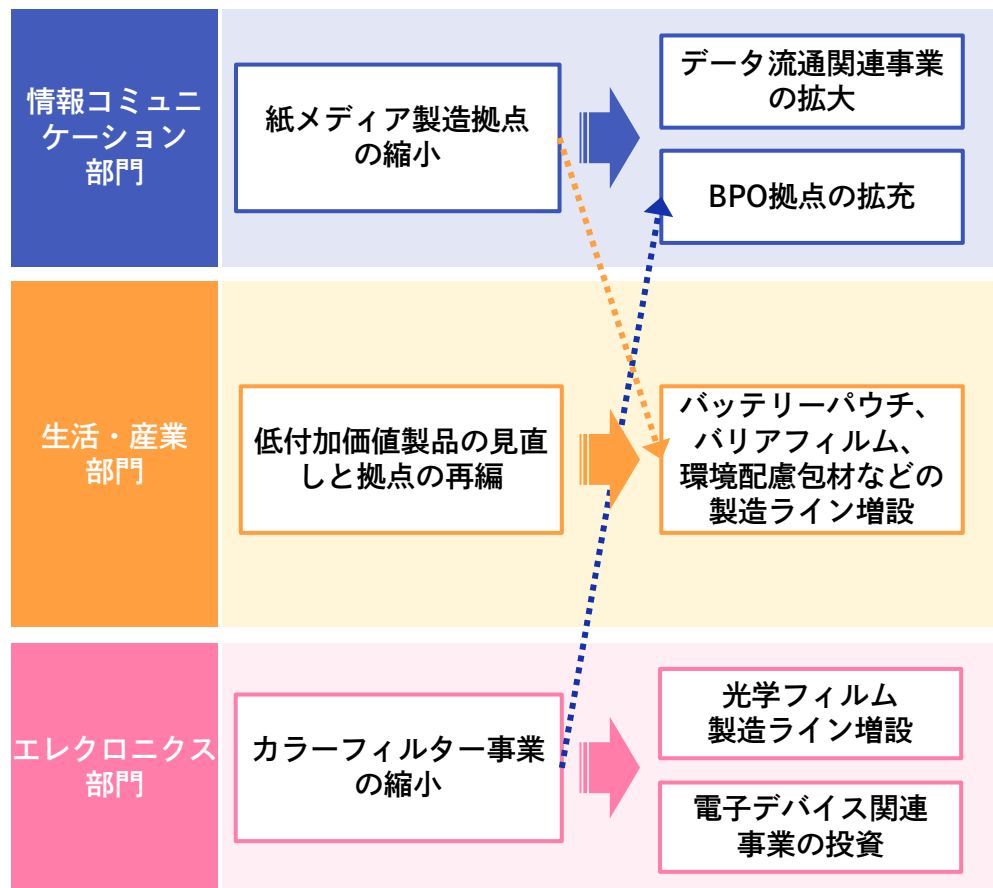 情報コミュニ
ケーション
部門
紙メディア製造拠点
の縮小
データ流通関連事業
の拡大
BPO拠点の拡充
生活・産業
部門
低付加価値製品の見直
しと拠点の再編
バッテリーパウチ、
バリアフィルム、
環境配慮包材などの
製造ライン増設
エレクロニクス
部門
カラーフィルター事業
の縮小
光学フィルム
製造ライン増設
電子デバイス関連
事業の投資